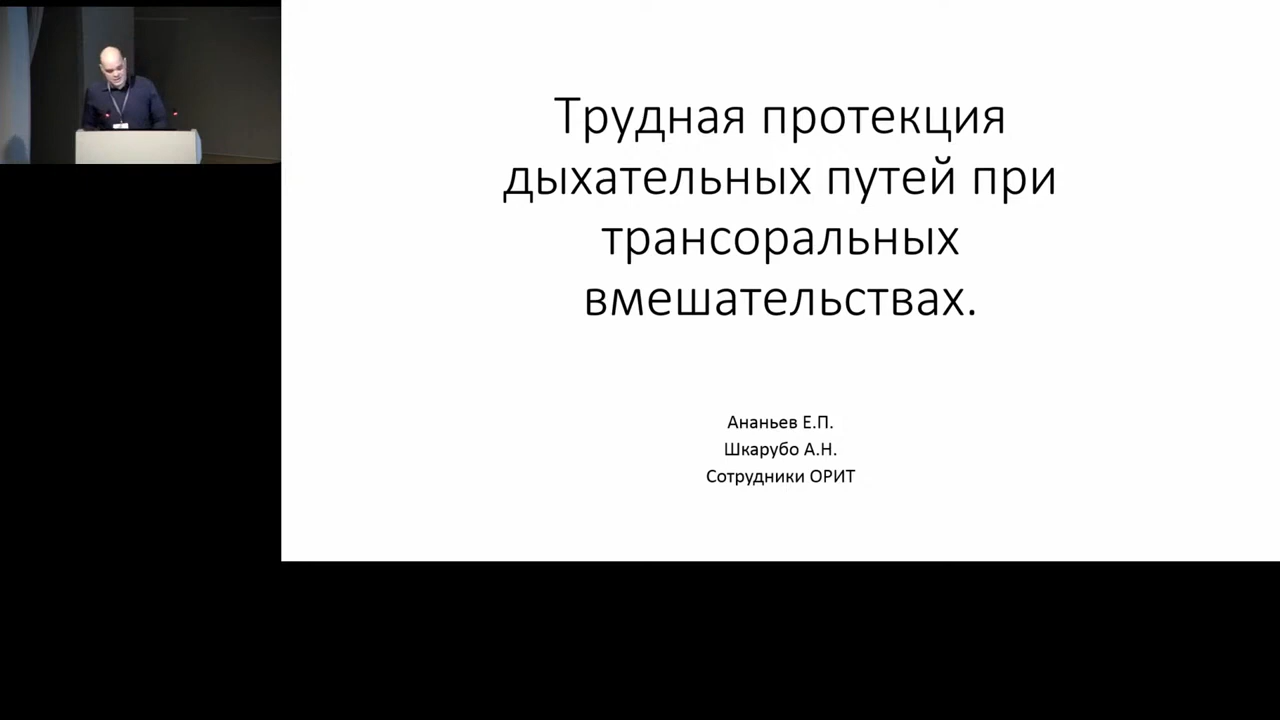 Трудная протекция
дыхательных путей при
трансоральных
вмешательствах.
Ананьев Е.П.
Шкарубо А.Н.
Сотрудники ОРИТ